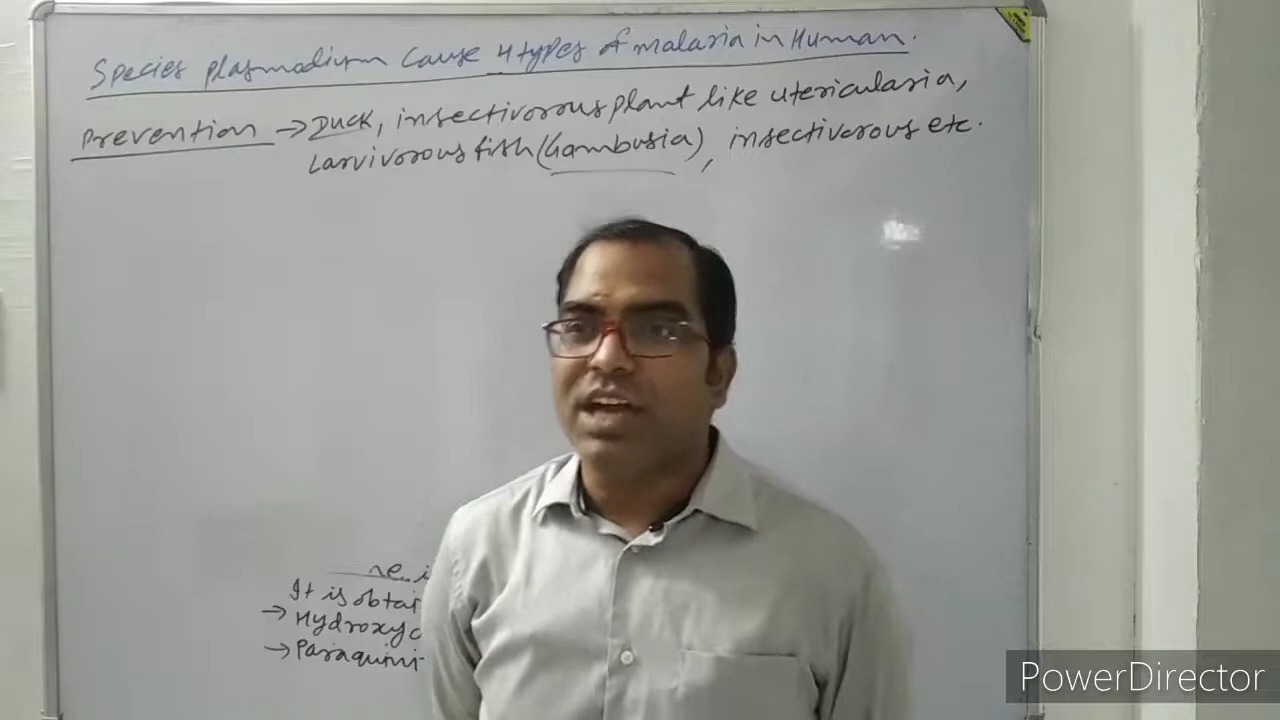 Species plasmodium cause 4 types of malaria in Human.
Prevention → Duck, insectivorous plant like utericularia,
Larvivorous fish (Gambusia), insectivorous etc.
It is obtai
→ Hydroxyc
→ Paraquini
PowerDirector